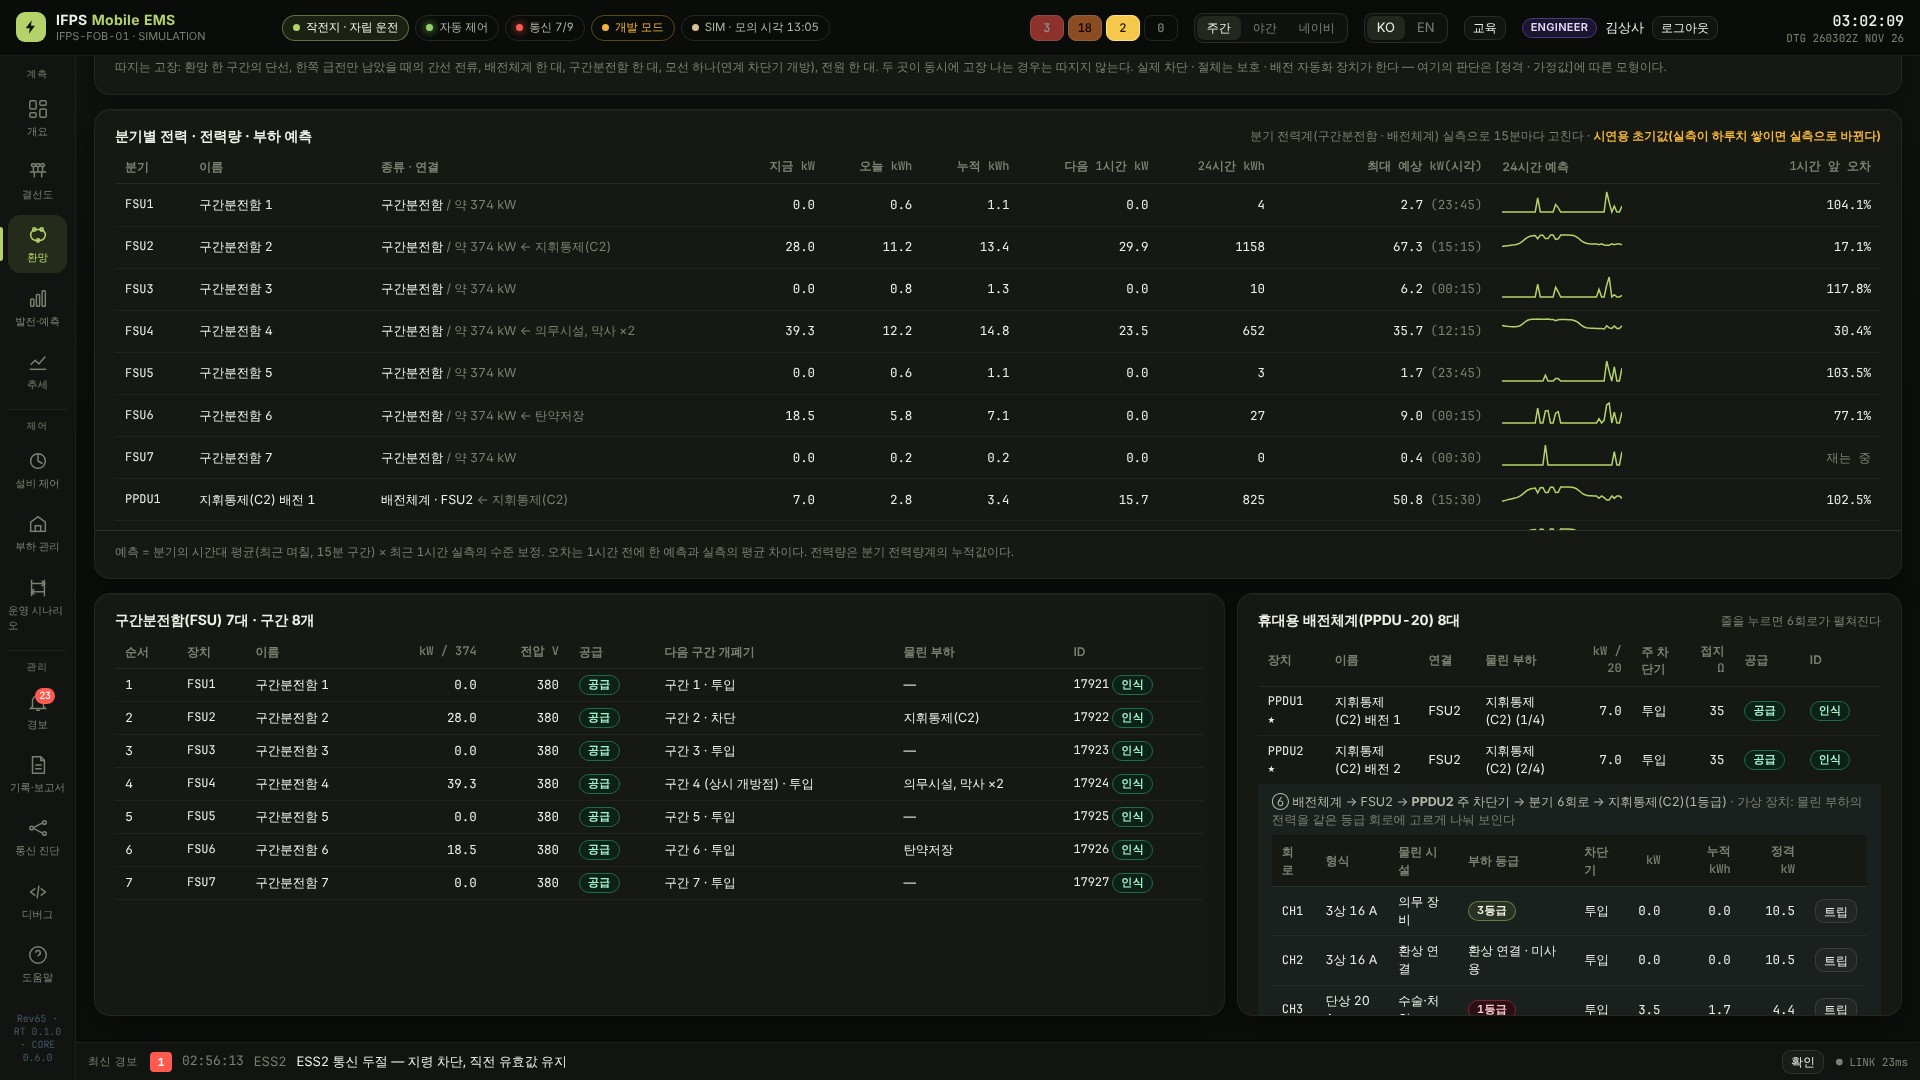 IFPS Mobile EMS
IFPS-FOB-01 · SIMULATION
작전지 · 자립 운전
자동 제어
통신 7/9
개발 모드
SIM · 모의 시각 13:05
3 18 2 0
주간 야간 네이비
KO EN
교육
ENGINEER 김상사 로그아웃
03:02:09
DTG 260302Z NOV 26
계측
개요
결선도
환망
발전·예측
추세
제어
설비 제어
부하 관리
운영 시나리오
관리
23
경보
기록·보고서
통신 진단
디버그
도움말
Rev65 · RT 0.1.0 · CORE 0.6.0
따지는 고장: 환망 한 구간의 단선, 한쪽 급전만 남았을 때의 간선 전류, 배전체계 한 대, 구간분전함 한 대, 모선 하나(연계 차단기 개방), 전원 한 대. 두 곳이 동시에 고장 나는 경우는 따지지 않는다. 실제 차단 · 절체는 보호 · 배전 자동화 장치가 한다 — 여기의 판단은 [정격 · 가정값]에 따른 모형이다.
분기별 전력 · 전력량 · 부하 예측
분기 전력계(구간분전함 · 배전체계) 실측으로 15분마다 고친다 · 시연용 초기값(실측이 하루치 쌓이면 실측으로 바뀐다)
분기 이름 종류 · 연결 지금 kW 오늘 kWh 누적 kWh 다음 1시간 kW 24시간 kWh 최대 예상 kW(시각) 24시간 예측 1시간 앞 오차
FSU1 구간분전함 1 구간분전함 / 약 374 kW 0.0 0.6 1.1 0.0 4 2.7 (23:45) 104.1%
FSU2 구간분전함 2 구간분전함 / 약 374 kW ← 지휘통제(C2) 28.0 11.2 13.4 29.9 1158 67.3 (15:15) 17.1%
FSU3 구간분전함 3 구간분전함 / 약 374 kW 0.0 0.8 1.3 0.0 10 6.2 (00:15) 117.8%
FSU4 구간분전함 4 구간분전함 / 약 374 kW ← 의무시설, 막사 ×2 39.3 12.2 14.8 23.5 652 35.7 (12:15) 30.4%
FSU5 구간분전함 5 구간분전함 / 약 374 kW 0.0 0.6 1.1 0.0 3 1.7 (23:45) 103.5%
FSU6 구간분전함 6 구간분전함 / 약 374 kW ← 탄약저장 18.5 5.8 7.1 0.0 27 9.0 (00:15) 77.1%
FSU7 구간분전함 7 구간분전함 / 약 374 kW 0.0 0.2 0.2 0.0 0 0.4 (00:30) 재는 중
PPDU1 지휘통제(C2) 배전 1 배전체계 · FSU2 ← 지휘통제(C2) 7.0 2.8 3.4 15.7 825 50.8 (15:30) 102.5%
예측 = 분기의 시간대 평균(최근 며칠, 15분 구간) × 최근 1시간 실측의 수준 보정. 오차는 1시간 전에 한 예측과 실측의 평균 차이다. 전력량은 분기 전력량계의 누적값이다.
구간분전함(FSU) 7대 · 구간 8개
순서 장치 이름 kW / 374 전압 V 공급 다음 구간 개폐기 물린 부하 ID
1 FSU1 구간분전함 1 0.0 380 공급 구간 1 · 투입 — 17921 인식
2 FSU2 구간분전함 2 28.0 380 공급 구간 2 · 차단 지휘통제(C2) 17922 인식
3 FSU3 구간분전함 3 0.0 380 공급 구간 3 · 투입 — 17923 인식
4 FSU4 구간분전함 4 39.3 380 공급 구간 4 (상시 개방점) · 투입 의무시설, 막사 ×2 17924 인식
5 FSU5 구간분전함 5 0.0 380 공급 구간 5 · 투입 — 17925 인식
6 FSU6 구간분전함 6 18.5 380 공급 구간 6 · 투입 탄약저장 17926 인식
7 FSU7 구간분전함 7 0.0 380 공급 구간 7 · 투입 — 17927 인식
휴대용 배전체계(PPDU-20) 8대
줄을 누르면 6회로가 펼쳐진다
장치 이름 연결 물린 부하 kW / 20 주 차단기 접지 Ω 공급 ID
PPDU1 ★ 지휘통제(C2) 배전 1 FSU2 지휘통제(C2) (1/4) 7.0 투입 35 공급 인식
PPDU2 ★ 지휘통제(C2) 배전 2 FSU2 지휘통제(C2) (2/4) 7.0 투입 35 공급 인식
⑥ 배전체계 → FSU2 → PPDU2 주 차단기 → 분기 6회로 → 지휘통제(C2)(1등급) · 가상 장치: 물린 부하의
전력을 같은 등급 회로에 고르게 나눠 보인다
회로 형식 물린 시설 부하 등급 차단기 kW 누적 kWh 정격 kW
CH1 3상 16 A 의무 장비 3등급 투입 0.0 0.0 10.5 트립
CH2 3상 16 A 환상 연결 환상 연결 · 미사용 투입 0.0 0.0 10.5 트립
CH3 단상 20 수술·처 1등급 투입 3.5 1.7 4.4 트립
최신 경보 1 02:56:13 ESS2 ESS2 통신 두절 — 지령 차단, 직전 유효값 유지
확인
LINK 23ms